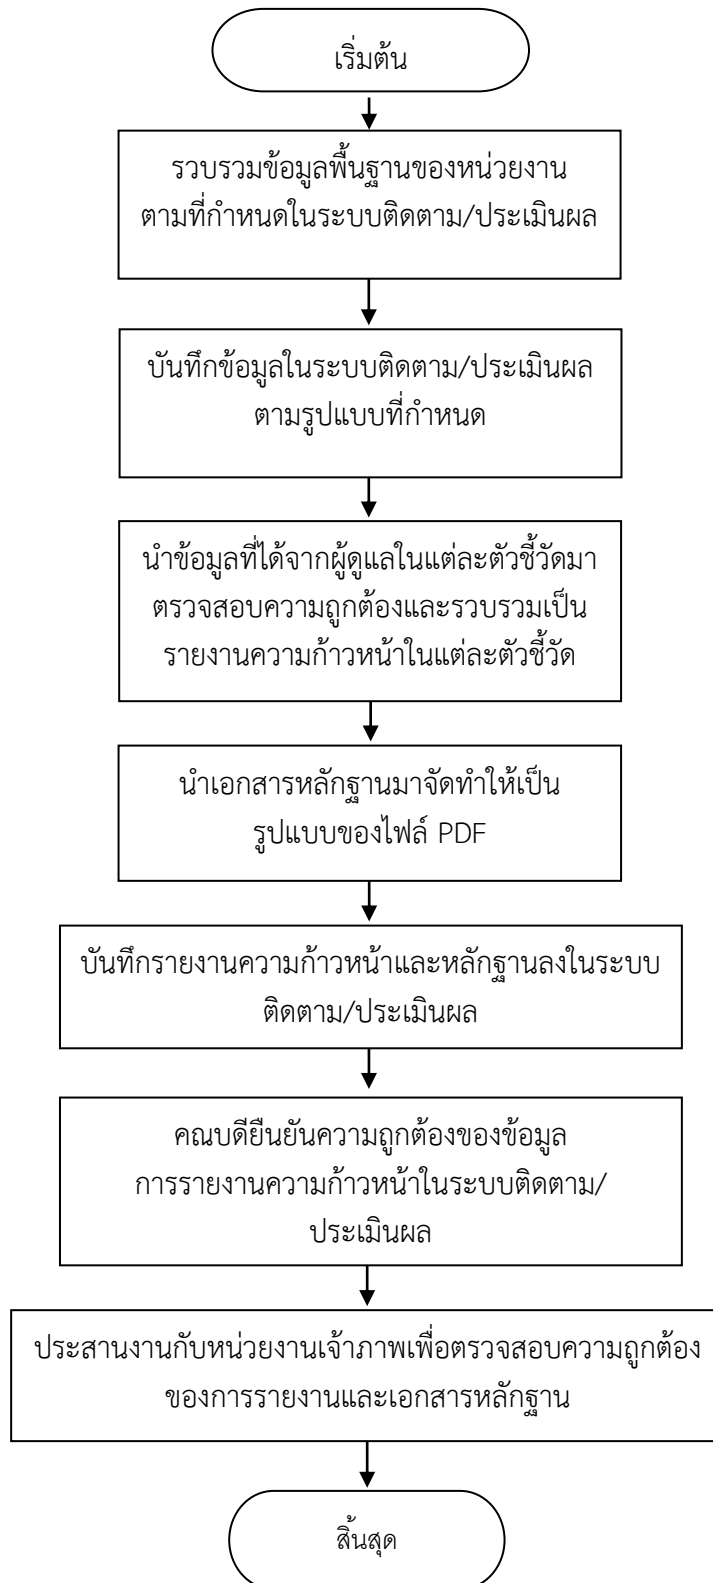 เริ่มต้น
รวบรวมข้อมูลพื้นฐานของหน่วยงาน
ตามที่กำหนดในระบบติดตาม/ประเมินผล
บันทึกข้อมูลในระบบติดตาม/ประเมินผล
ตามรูปแบบที่กำหนด
นำข้อมูลที่ได้จากผู้ดูแลในแต่ละตัวชี้วัดมา
ตรวจสอบความถูกต้องและรวบรวมเป็น
รายงานความก้าวหน้าในแต่ละตัวชี้วัด
นำเอกสารหลักฐานมาจัดทำให้เป็น
รูปแบบของไฟล์ PDF
บันทึกรายงานความก้าวหน้าและหลักฐานลงในระบบ
ติดตาม/ประเมินผล
คณบดียืนยันความถูกต้องของข้อมูล
การรายงานความก้าวหน้าในระบบติดตาม/
ประเมินผล
ประสานงานกับหน่วยงานเจ้าภาพเพื่อตรวจสอบความถูกต้อง
ของการรายงานและเอกสารหลักฐาน
สิ้นสุด